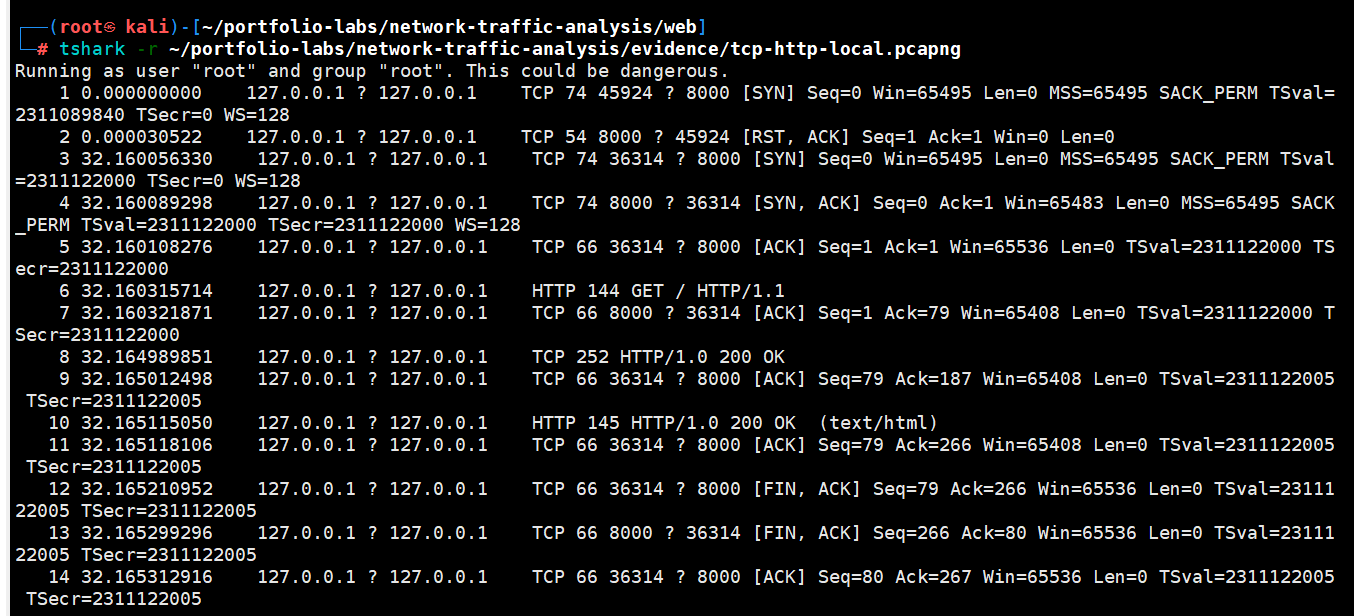 ┌──(root㉿ kali)-[~/portfolio-labs/network-traffic-analysis/web]
└─# tshark -r ~/portfolio-labs/network-traffic-analysis/evidence/tcp-http-local.pcapng
Running as user "root" and group "root". This could be dangerous.
    1 0.000000000    127.0.0.1 ? 127.0.0.1    TCP 74 45924 ? 8000 [SYN] Seq=0 Win=65495 Len=0 MSS=65495 SACK_PERM TSval=
2311089840 TSecr=0 WS=128
    2 0.000030522    127.0.0.1 ? 127.0.0.1    TCP 54 8000 ? 45924 [RST, ACK] Seq=1 Ack=1 Win=0 Len=0
    3 32.160056330    127.0.0.1 ? 127.0.0.1    TCP 74 36314 ? 8000 [SYN] Seq=0 Win=65495 Len=0 MSS=65495 SACK_PERM TSval
=2311122000 TSecr=0 WS=128
    4 32.160089298    127.0.0.1 ? 127.0.0.1    TCP 74 8000 ? 36314 [SYN, ACK] Seq=0 Ack=1 Win=65483 Len=0 MSS=65495 SACK
_PERM TSval=2311122000 TSecr=2311122000 WS=128
    5 32.160108276    127.0.0.1 ? 127.0.0.1    TCP 66 36314 ? 8000 [ACK] Seq=1 Ack=1 Win=65536 Len=0 TSval=2311122000 TS
ecr=2311122000
    6 32.160315714    127.0.0.1 ? 127.0.0.1    HTTP 144 GET / HTTP/1.1
    7 32.160321871    127.0.0.1 ? 127.0.0.1    TCP 66 8000 ? 36314 [ACK] Seq=1 Ack=79 Win=65408 Len=0 TSval=2311122000 T
Secr=2311122000
    8 32.164989851    127.0.0.1 ? 127.0.0.1    TCP 252 HTTP/1.0 200 OK
    9 32.165012498    127.0.0.1 ? 127.0.0.1    TCP 66 36314 ? 8000 [ACK] Seq=79 Ack=187 Win=65408 Len=0 TSval=2311122005
 TSecr=2311122005
   10 32.165115050    127.0.0.1 ? 127.0.0.1    HTTP 145 HTTP/1.0 200 OK  (text/html)
   11 32.165118106    127.0.0.1 ? 127.0.0.1    TCP 66 36314 ? 8000 [ACK] Seq=79 Ack=266 Win=65408 Len=0 TSval=2311122005
 TSecr=2311122005
   12 32.165210952    127.0.0.1 ? 127.0.0.1    TCP 66 36314 ? 8000 [FIN, ACK] Seq=79 Ack=266 Win=65536 Len=0 TSval=23111
22005 TSecr=2311122005
   13 32.165299296    127.0.0.1 ? 127.0.0.1    TCP 66 8000 ? 36314 [FIN, ACK] Seq=266 Ack=80 Win=65536 Len=0 TSval=23111
22005 TSecr=2311122005
   14 32.165312916    127.0.0.1 ? 127.0.0.1    TCP 66 36314 ? 8000 [ACK] Seq=80 Ack=267 Win=65536 Len=0 TSval=2311122005
 TSecr=2311122005